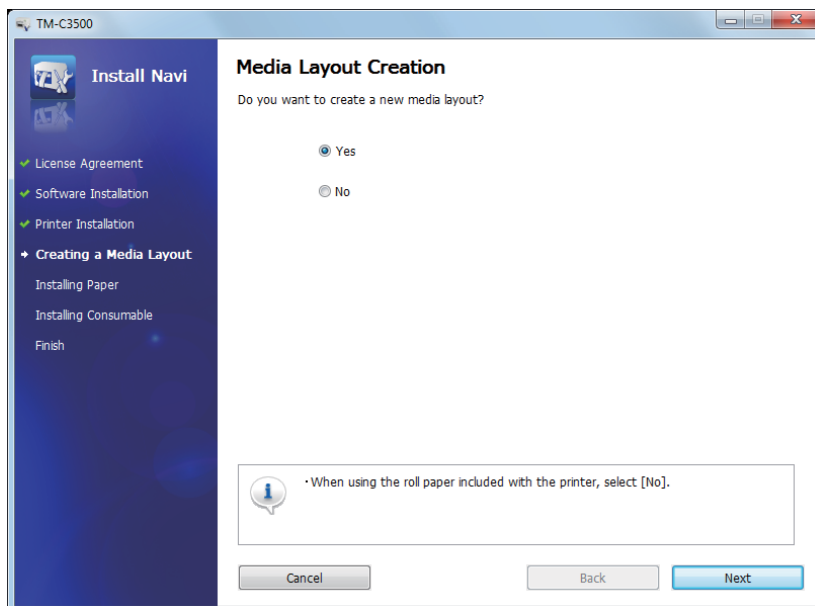 TM-C3500
Install Navi
License Agreement
Software Installation
Printer Installation
Creating a Media Layout
Installing Paper
Installing Consumable
Finish
Media Layout Creation
Do you want to create a new media layout?
Yes
No
・When using the roll paper included with the printer, select [No].
Cancel
Back
Next